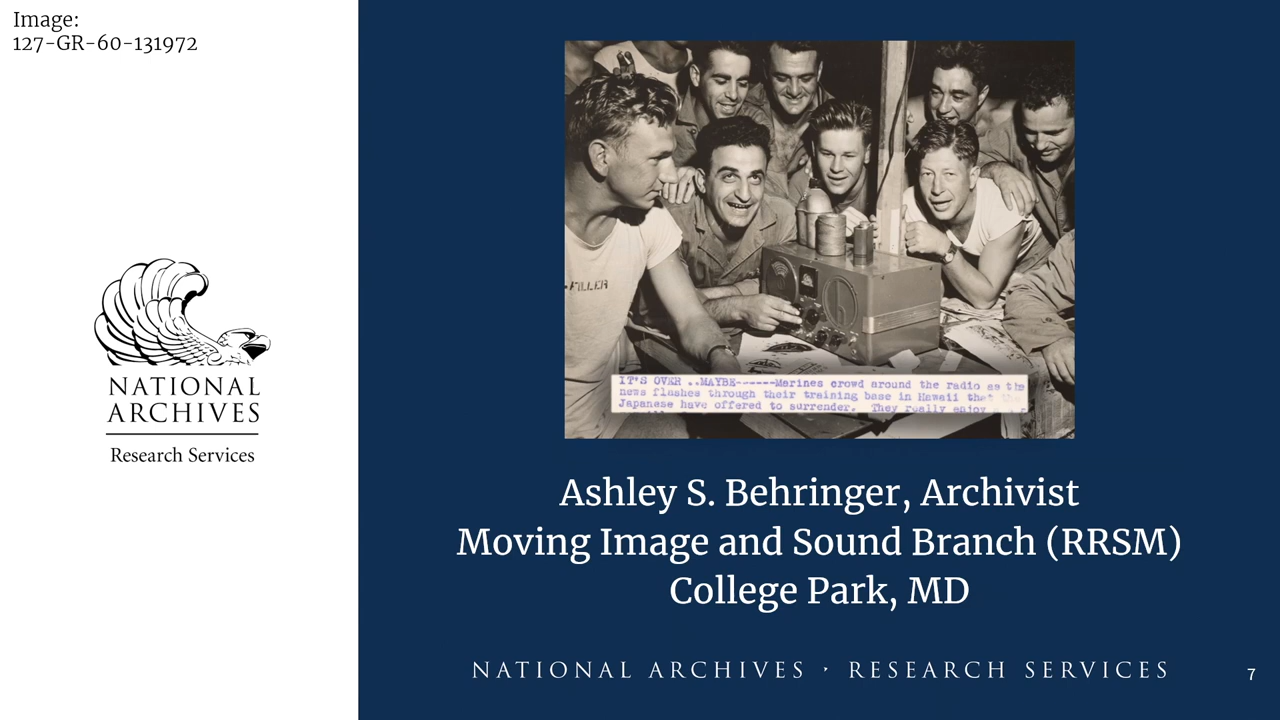 Image:
127-GR-60-131972
FILLER
IT'S OVER ..MAYBE------Marines crowd around the radio as the
news flashes through their training base in Hawaii that the
Japanese have offered to surrender. They really enjoy
NATIONAL
ARCHIVES
Research Services
Ashley S. Behringer, Archivist
Moving Image and Sound Branch (RRSM)
College Park, MD
NATIONAL ARCHIVES · RESEARCH SERVICES
7